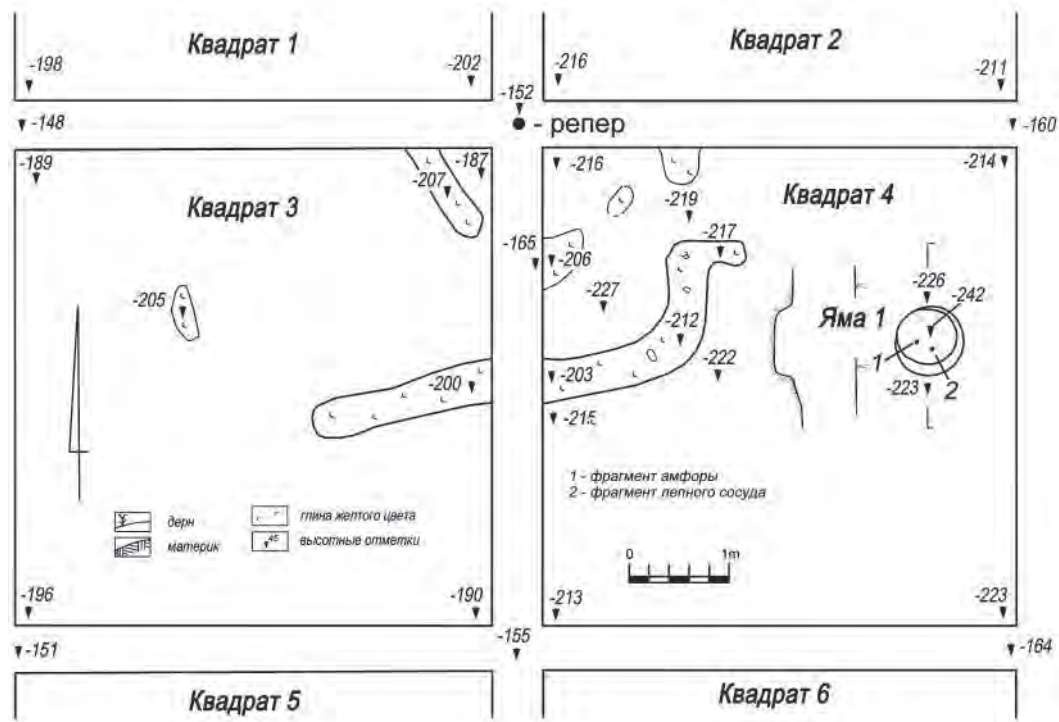 Квадрат 1
Квадрат 2
-198
-202
-216
-211
-152
-148
- репер
-160
-189
-187
-207
Квадрат 3
-216
-214
-219
Квадрат 4
-217
-165
-206
-226
-205
-227
-242
Яма 1
-212
1
-200
-203
-222
-223
2
-215
1 - фрагмент амфоры
2 - фрагмент лепного сосуда
дерн
глина желтого цвета
материк
45
высотные отметки
0
1m
-196
-190
-213
-223
-151
-155
-164
Квадрат 5
Квадрат 6